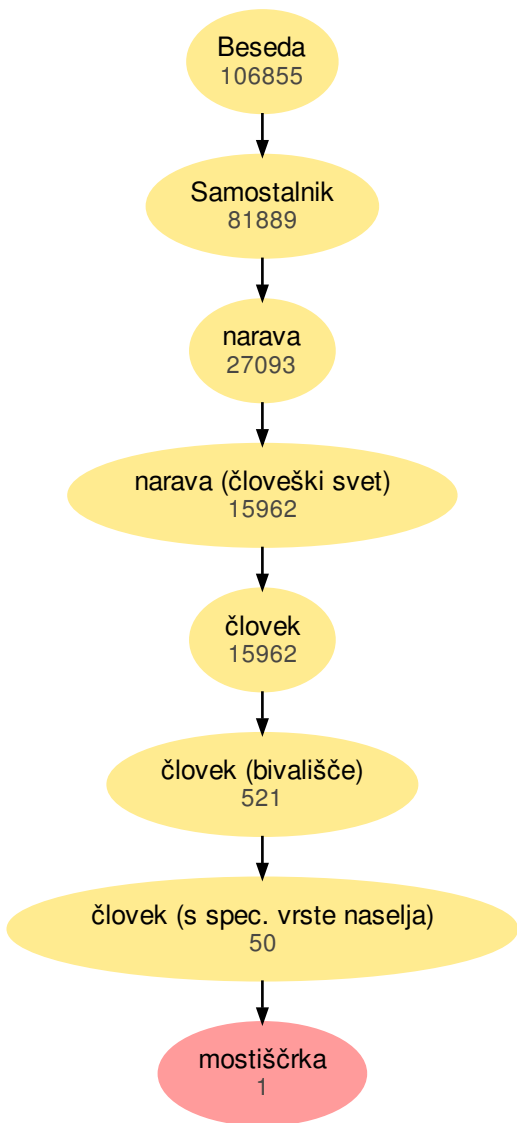 Beseda
106855
Samostalnik
81889
narava
27093
narava (človeški svet)
15962
človek
15962
človek (bivališče)
521
človek (s spec. vrste naselja)
50
mostiščrka
1